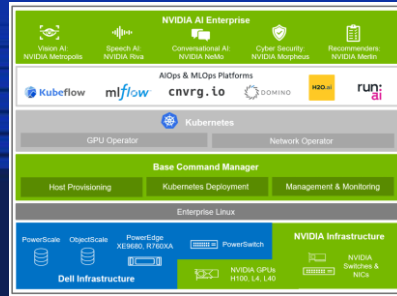 NVIDIA AI Enterprise
Vision AI:
NVIDIA Metropolis
Speech AI:
NVIDIA Riva
Conversational AI:
NVIDIA NeMo
Cyber Security:
NVIDIA Morpheus
Recommenders:
NVIDIA Merlin
AIOps & MLOps Platforms
Kubeflow
mlflow
cnvrg.io
DOMINO
H2O.ai
run:
ai
Kubernetes
GPU Operator
Network Operator
Base Command Manager
Host Provisioning
Kubernetes Deployment
Management & Monitoring
Enterprise Linux
PowerScale
ObjectScale
PowerEdge
XE9680, R760XA
PowerSwitch
Dell Infrastructure
NVIDIA Infrastructure
NVIDIA GPUs
H100, L4, L40
NVIDIA
Switches &
NICs